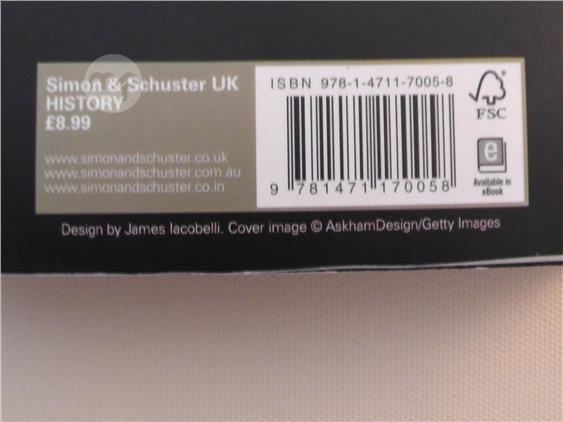 Simon & Schuster UK
HISTORY
£8.99
www.simonandschuster.co.uk
www.simonandschuster.com.au
www.simonandschuster.co.in
ISBN 978-1-4711-7005-8
9 781471 170058
FSC
e
Available in
eBook
Design by James Iacobelli. Cover image © AskhamDesign/Getty Images